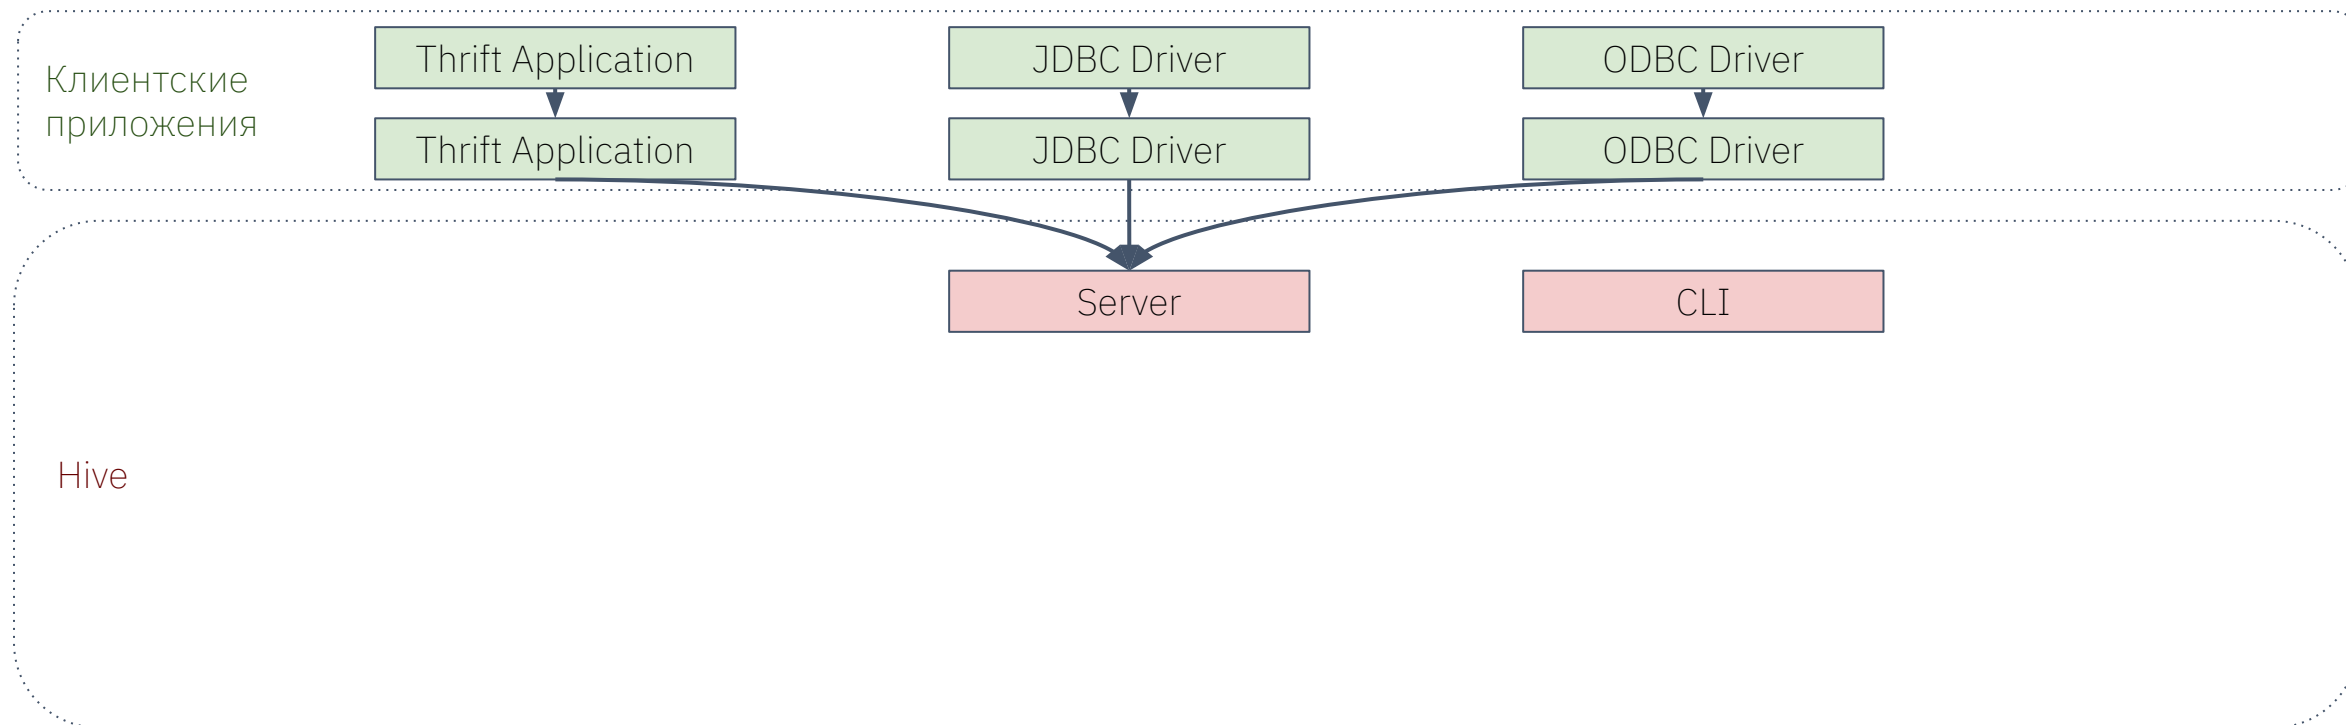 Клиентские
приложения
Thrift Application
JDBC Driver
ODBC Driver
Thrift Application
JDBC Driver
ODBC Driver
Server
CLI
Hive